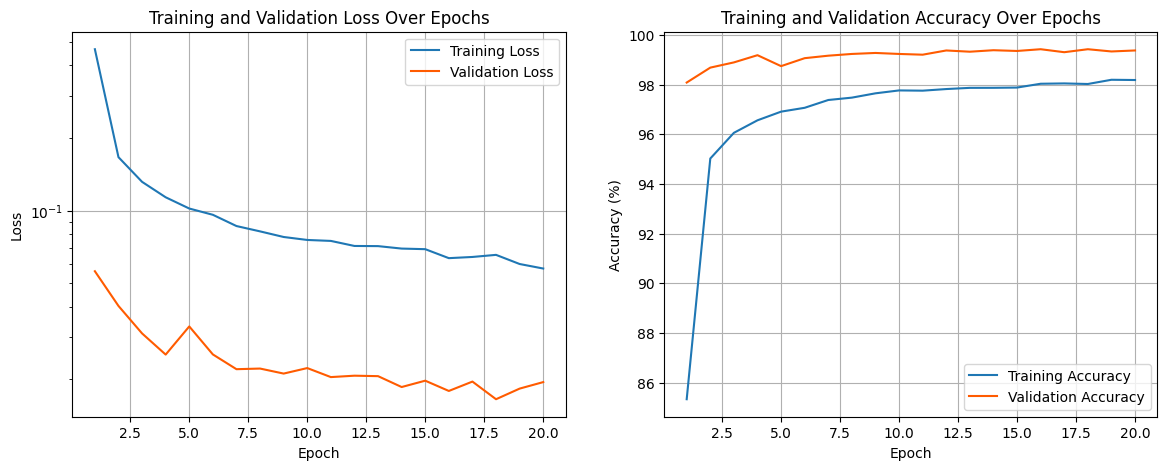 Training and Validation Loss Over Epochs
Training Loss
Validation Loss
10⁻¹
Loss
2.5 5.0 7.5 10.0 12.5 15.0 17.5 20.0
Epoch
Training and Validation Accuracy Over Epochs
100
98
96
94
92
90
88
86
Accuracy (%)
Training Accuracy
Validation Accuracy
2.5 5.0 7.5 10.0 12.5 15.0 17.5 20.0
Epoch